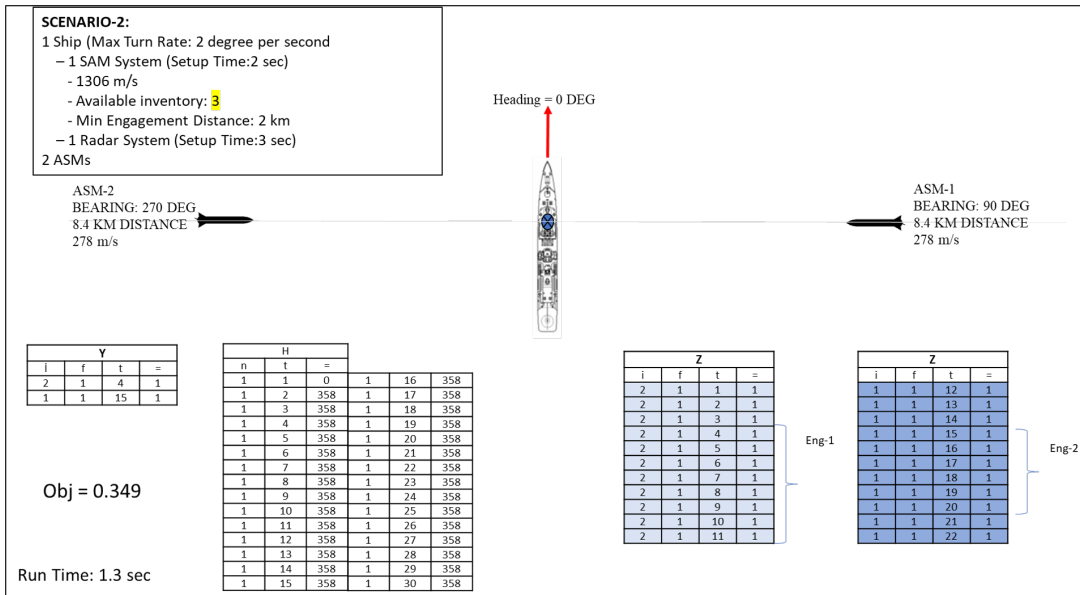 SCENARIO-2:
1 Ship (Max Turn Rate: 2 degree per second
– 1 SAM System (Setup Time:2 sec)
- 1306 m/s
- Available inventory: 3
- Min Engagement Distance: 2 km
– 1 Radar System (Setup Time:3 sec)
2 ASMs
Heading = 0 DEG
ASM-2
BEARING: 270 DEG
8.4 KM DISTANCE
278 m/s
ASM-1
BEARING: 90 DEG
8.4 KM DISTANCE
278 m/s
Y
i f t =
2 1 4 1
1 1 15 1
Obj = 0.349
Run Time: 1.3 sec
H
n t =
1 1 0 1 16 358
1 2 358 1 17 358
1 3 358 1 18 358
1 4 358 1 19 358
1 5 358 1 20 358
1 6 358 1 21 358
1 7 358 1 22 358
1 8 358 1 23 358
1 9 358 1 24 358
1 10 358 1 25 358
1 11 358 1 26 358
1 12 358 1 27 358
1 13 358 1 28 358
1 14 358 1 29 358
1 15 358 1 30 358
Z
i f t =
2 1 1 1
2 1 2 1
2 1 3 1
2 1 4 1
2 1 5 1
2 1 6 1
2 1 7 1
2 1 8 1
2 1 9 1
2 1 10 1
2 1 11 1
Eng-1
Z
i f t =
1 1 12 1
1 1 13 1
1 1 14 1
1 1 15 1
1 1 16 1
1 1 17 1
1 1 18 1
1 1 19 1
1 1 20 1
1 1 21 1
1 1 22 1
Eng-2